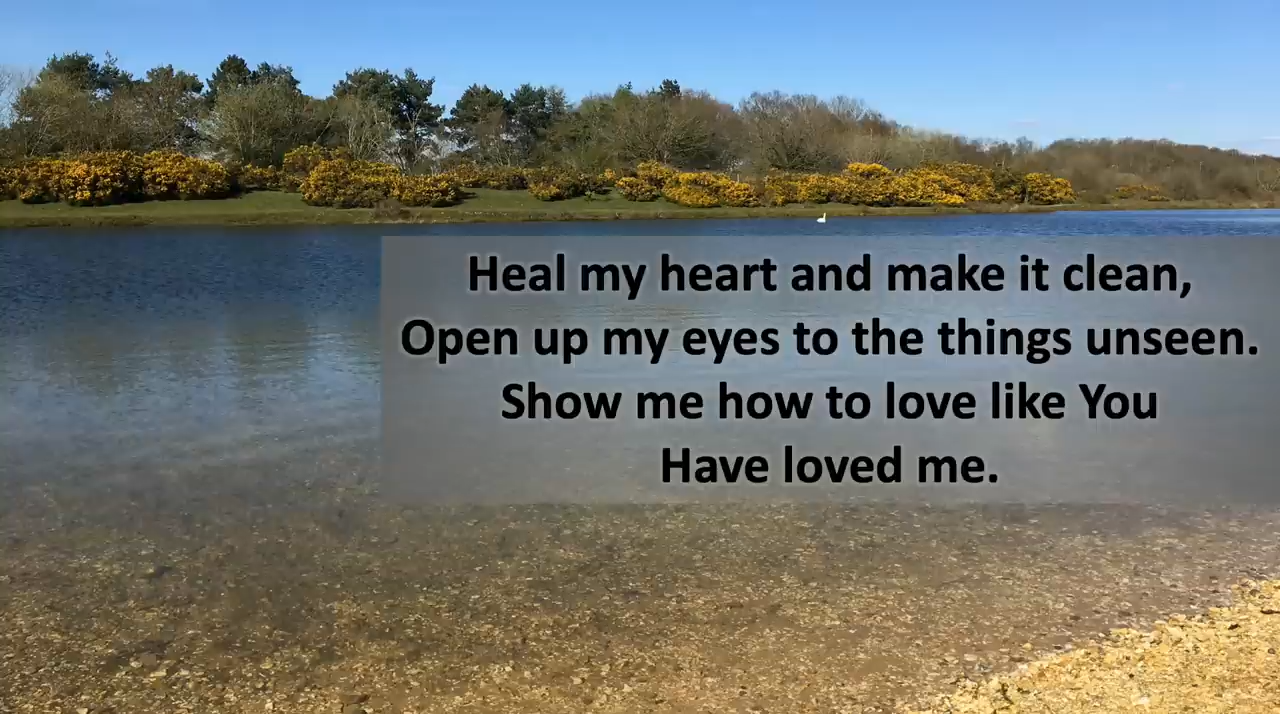 Heal my heart and make it clean,
Open up my eyes to the things unseen.
Show me how to love like You
Have loved me.